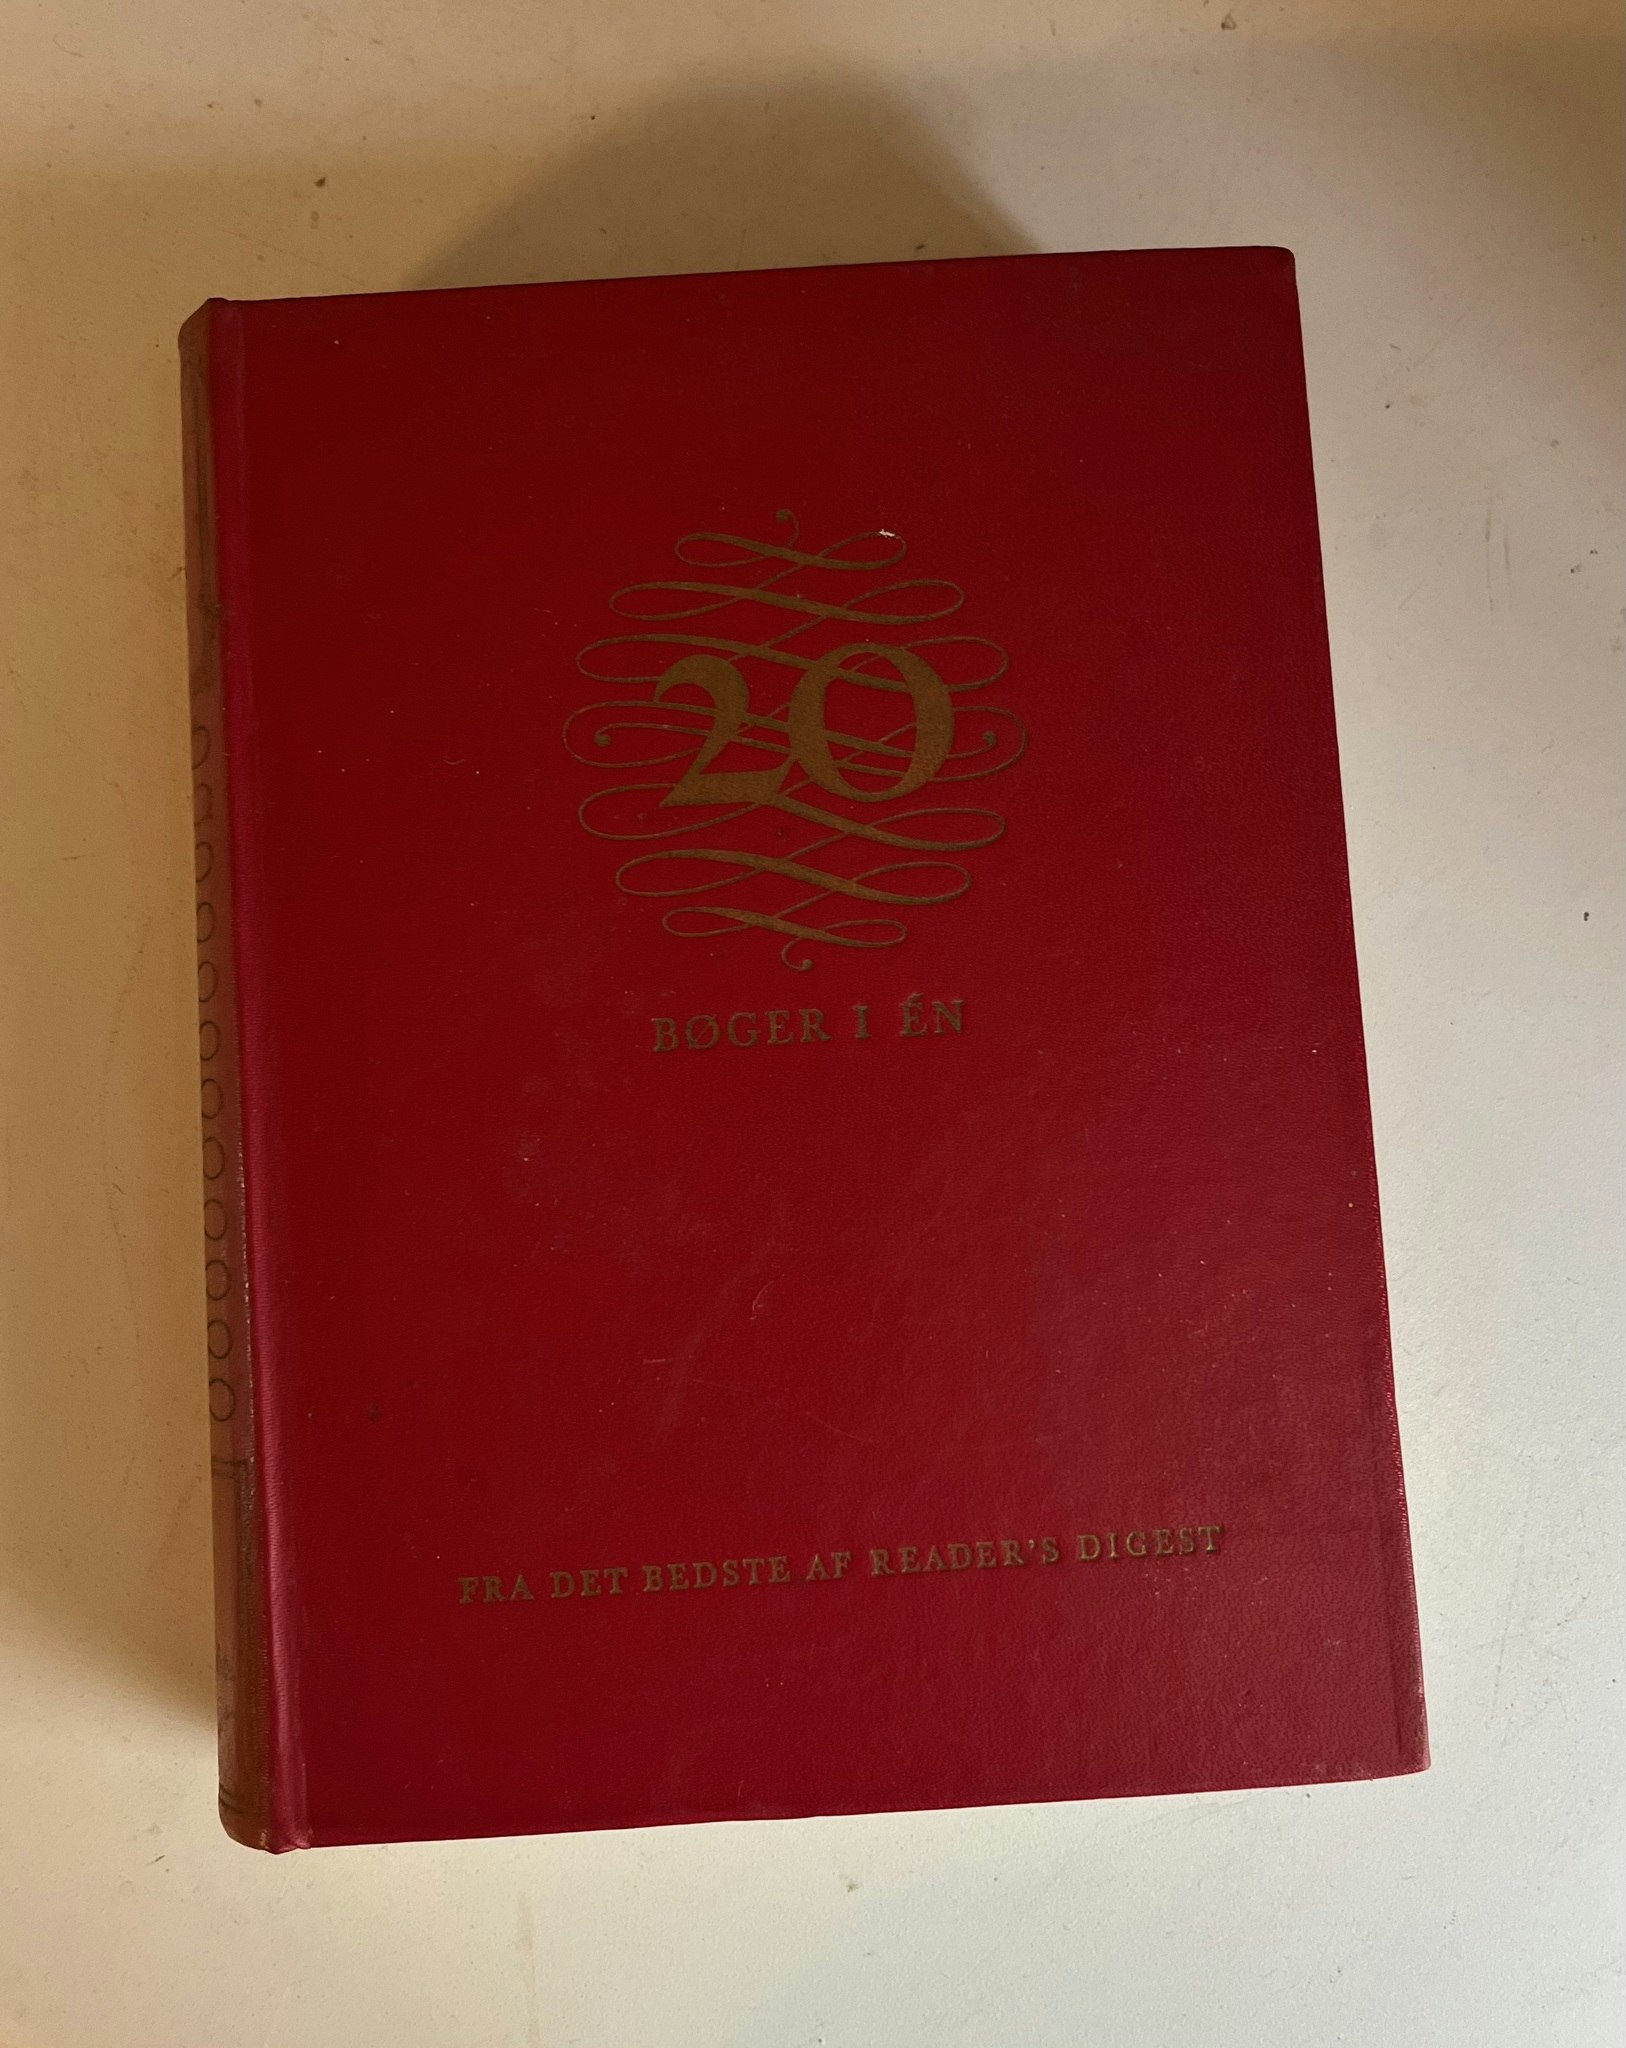 20
BØGER I ÉN
FRA DET BEDSTE AF READER'S DIGEST